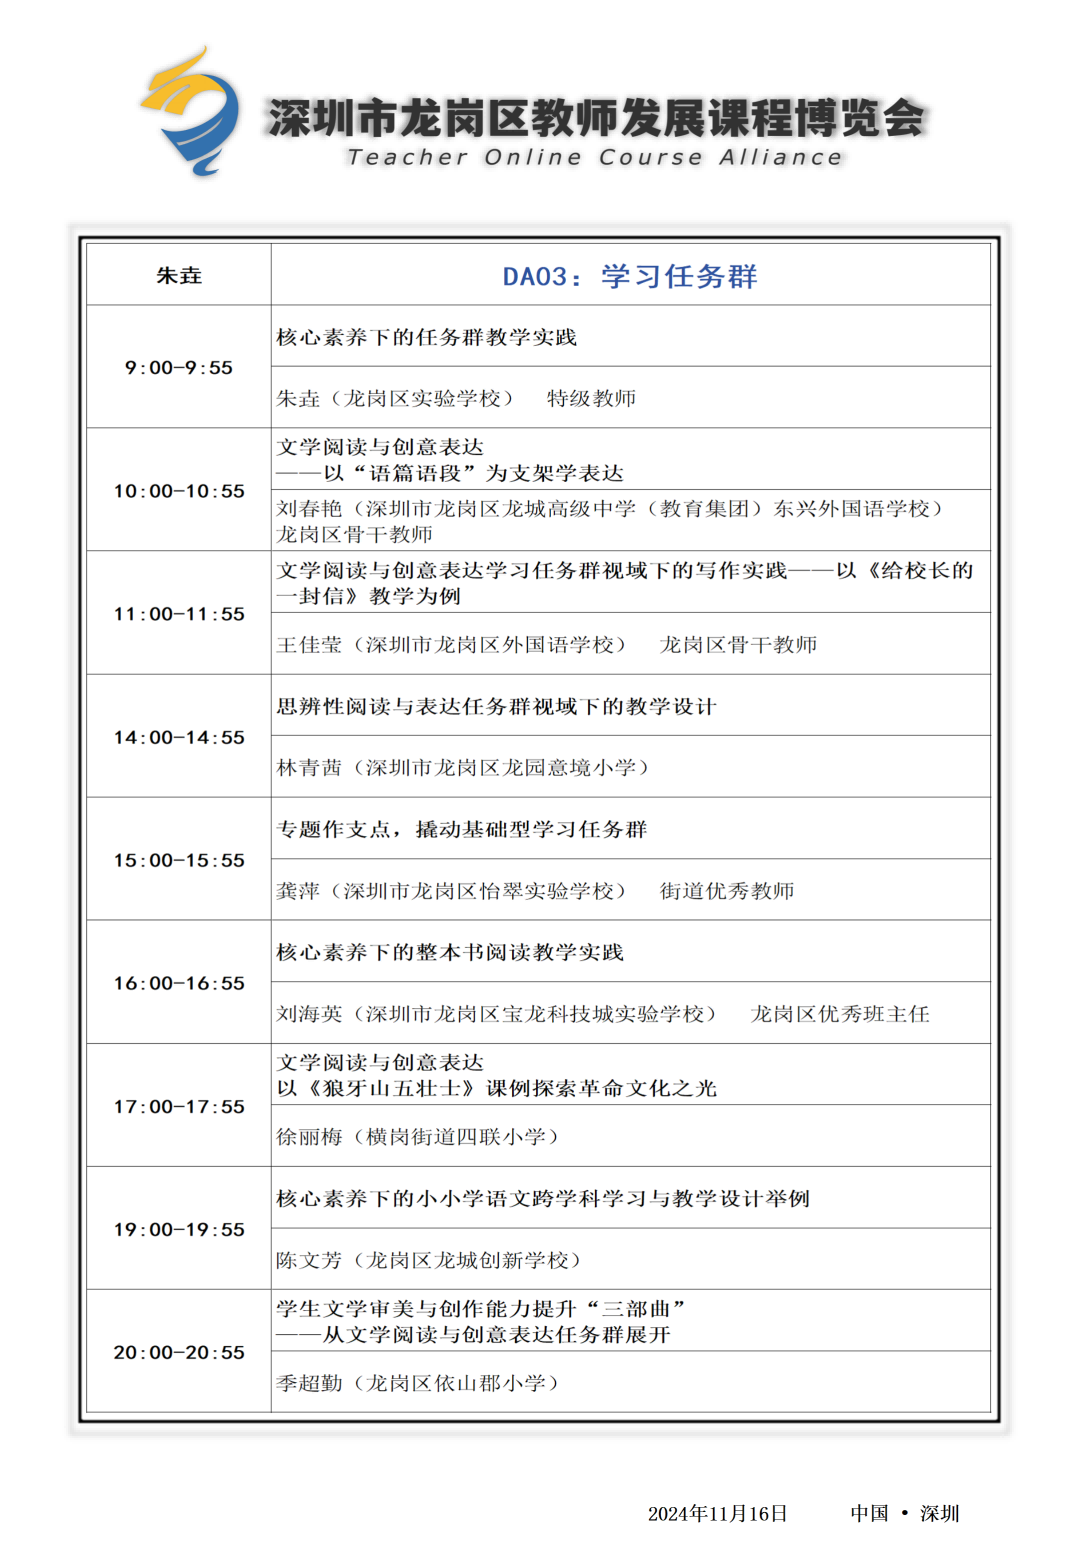 深圳市龙岗区教师发展课程博览会
Teacher Online Course Alliance
朱垚
DA03：学习任务群
9:00-9:55
核心素养下的任务群教学实践
朱垚（龙岗区实验学校） 特级教师
10:00-10:55
文学阅读与创意表达
——以“语篇语段”为支架学表达
刘春艳（深圳市龙岗区龙城高级中学（教育集团）东兴外国语学校）
龙岗区骨干教师
11:00-11:55
文学阅读与创意表达学习任务群视域下的写作实践——以《给校长的
一封信》教学为例
王佳莹（深圳市龙岗区外国语学校） 龙岗区骨干教师
14:00-14:55
思辨性阅读与表达任务群视域下的教学设计
林青茜（深圳市龙岗区龙园意境小学）
15:00-15:55
专题作支点，撬动基础型学习任务群
龚萍（深圳市龙岗区怡翠实验学校） 街道优秀教师
16:00-16:55
核心素养下的整本书阅读教学实践
刘海英（深圳市龙岗区宝龙科技城实验学校） 龙岗区优秀班主任
17:00-17:55
文学阅读与创意表达
以《狼牙山五壮士》课例探索革命文化之光
徐丽梅（横岗街道四联小学）
19:00-19:55
核心素养下的小小学语文跨学科学习与教学设计举例
陈文芳（龙岗区龙城创新学校）
20:00-20:55
学生文学审美与创作能力提升“三部曲”
——从文学阅读与创意表达任务群展开
季超勤（龙岗区依山郡小学）
2024年11月16日 中国 • 深圳